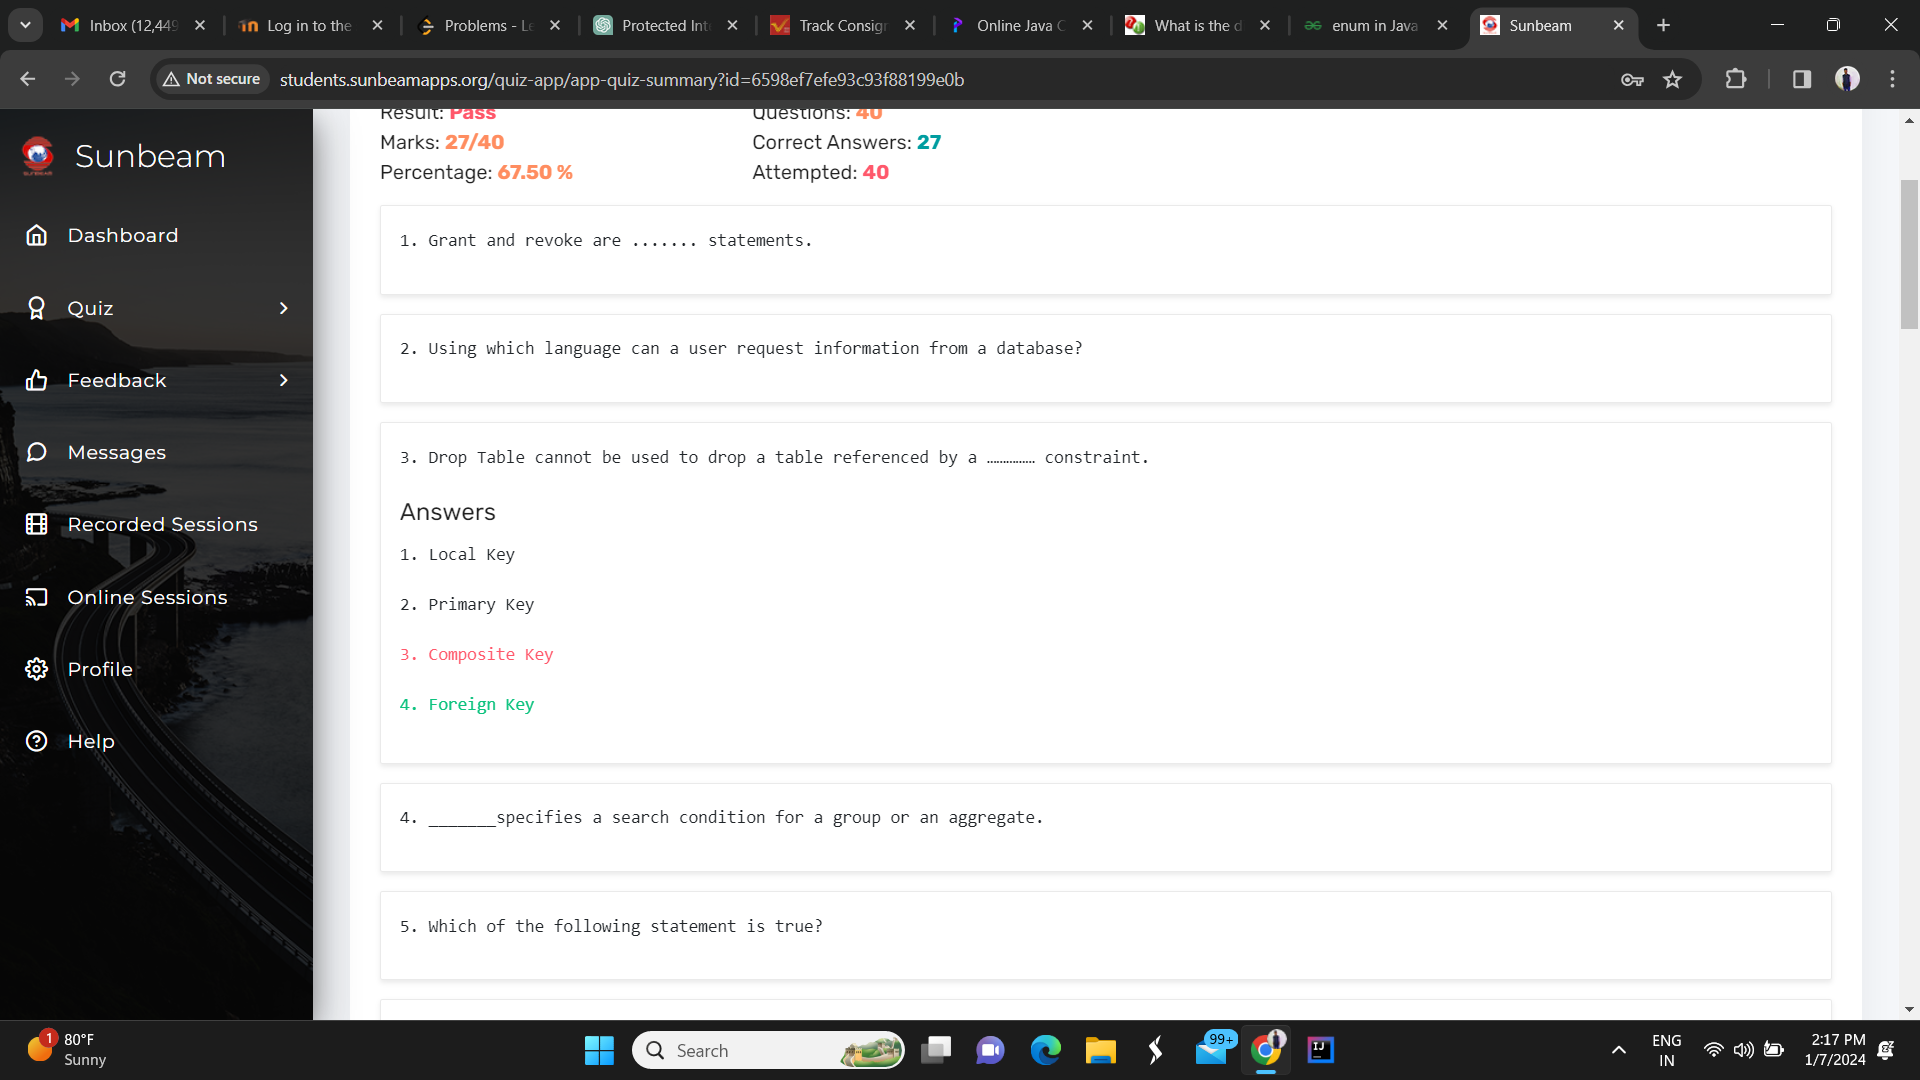 Inbox (12,449
Log in to the
Problems - Le
Protected Int
Track Consign
Online Java C
What is the d
enum in Java
Sunbeam
Not secure
students.sunbeamapps.org/quiz-app/app-quiz-summary?id=6598ef7efe93c93f88199e0b
Sunbeam
Dashboard
Quiz
Feedback
Messages
Recorded Sessions
Online Sessions
Profile
Help
Result: Pass
Questions: 40
Marks: 27/40
Correct Answers: 27
Percentage: 67.50 %
Attempted: 40
1. Grant and revoke are ....... statements.
2. Using which language can a user request information from a database?
3. Drop Table cannot be used to drop a table referenced by a …………… constraint.
Answers
1. Local Key
2. Primary Key
3. Composite Key
4. Foreign Key
4. _______specifies a search condition for a group or an aggregate.
5. Which of the following statement is true?
1
80°F
Sunny
Search
99+
IJ
ENG
IN
2:17 PM
1/7/2024